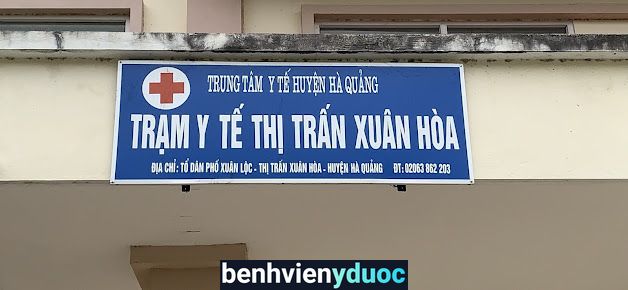 TRUNG TÂM Y TẾ HUYỆN HÀ QUẢNG
TRẠM Y TẾ THỊ TRẤN XUÂN HÒA
ĐỊA CHỈ : TỔ DÂN PHỐ XUÂN LỘC - THỊ TRẤN XUÂN HÒA - HUYỆN HÀ QUẢNG ĐT: 02063 862 203
benhvienyduoc